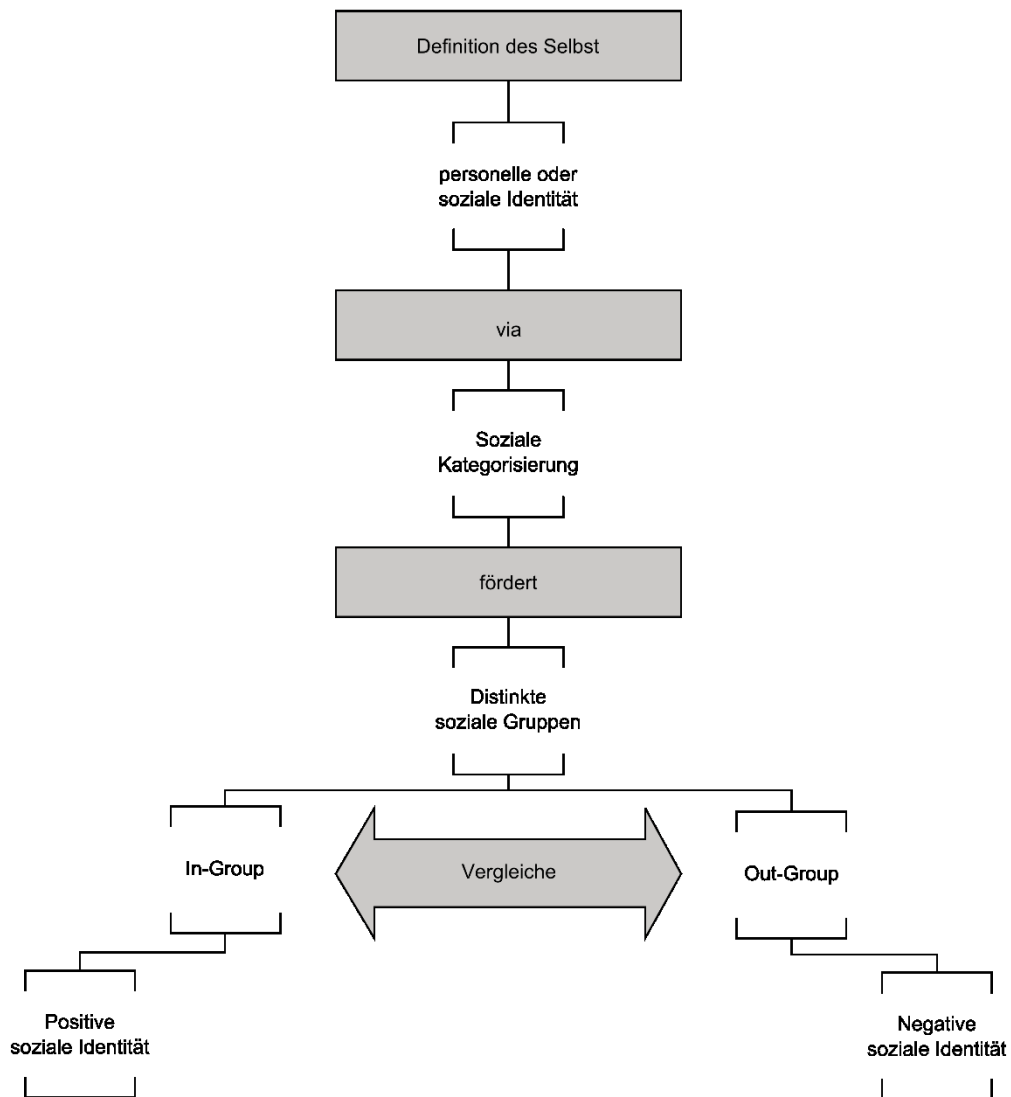 Definition des Selbst
personelle oder
soziale Identität
via
Soziale
Kategorisierung
fördert
Distinkte
soziale Gruppen
In-Group
Vergleiche
Out-Group
Positive
soziale Identität
Negative
soziale Identität